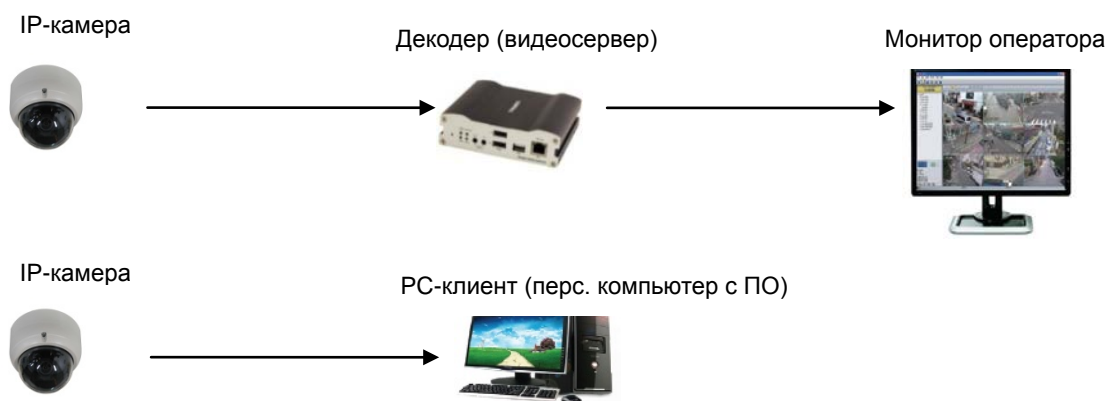 IP-камера
Декодер (видеосервер)
Монитор оператора
IP-камера
PC-клиент (перс. компьютер с ПО)